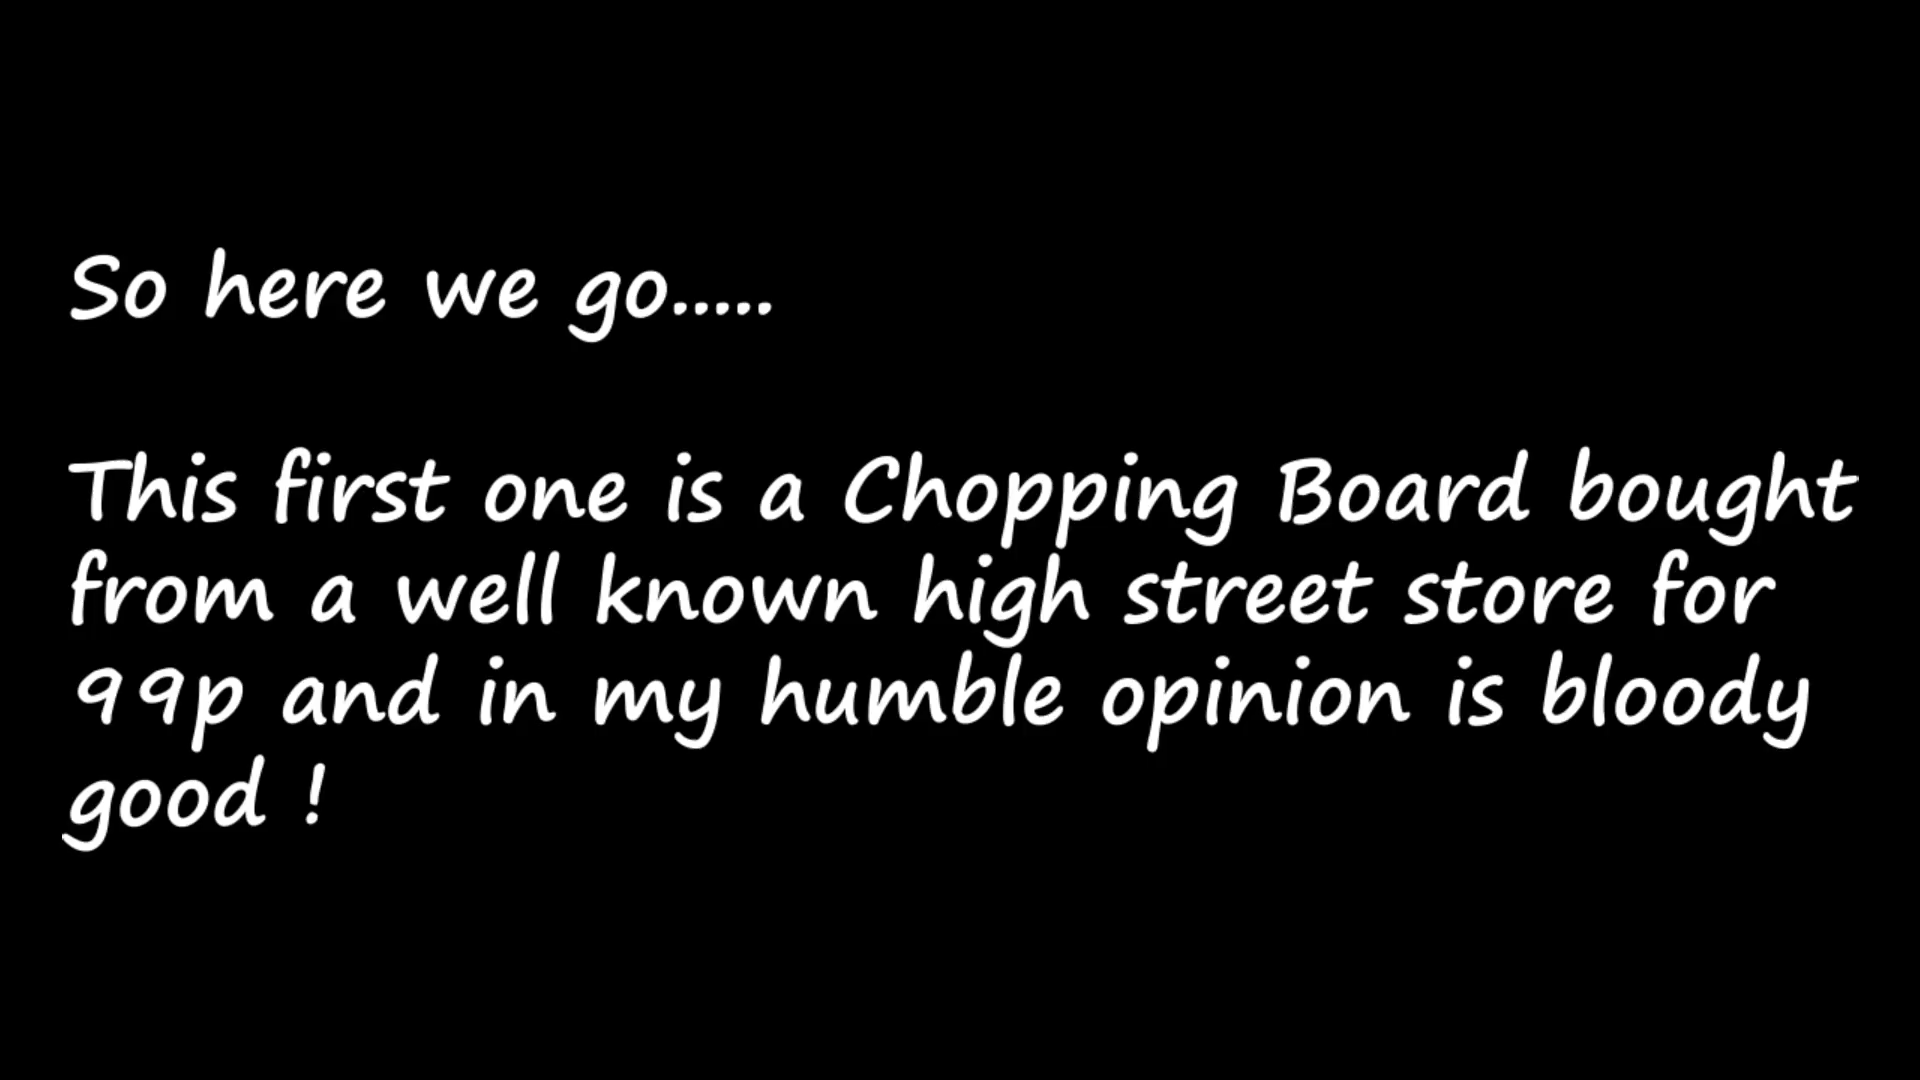 So here we go.....
This first one is a Chopping Board bought
from a well known high street store for
99p and in my humble opinion is bloody
good !